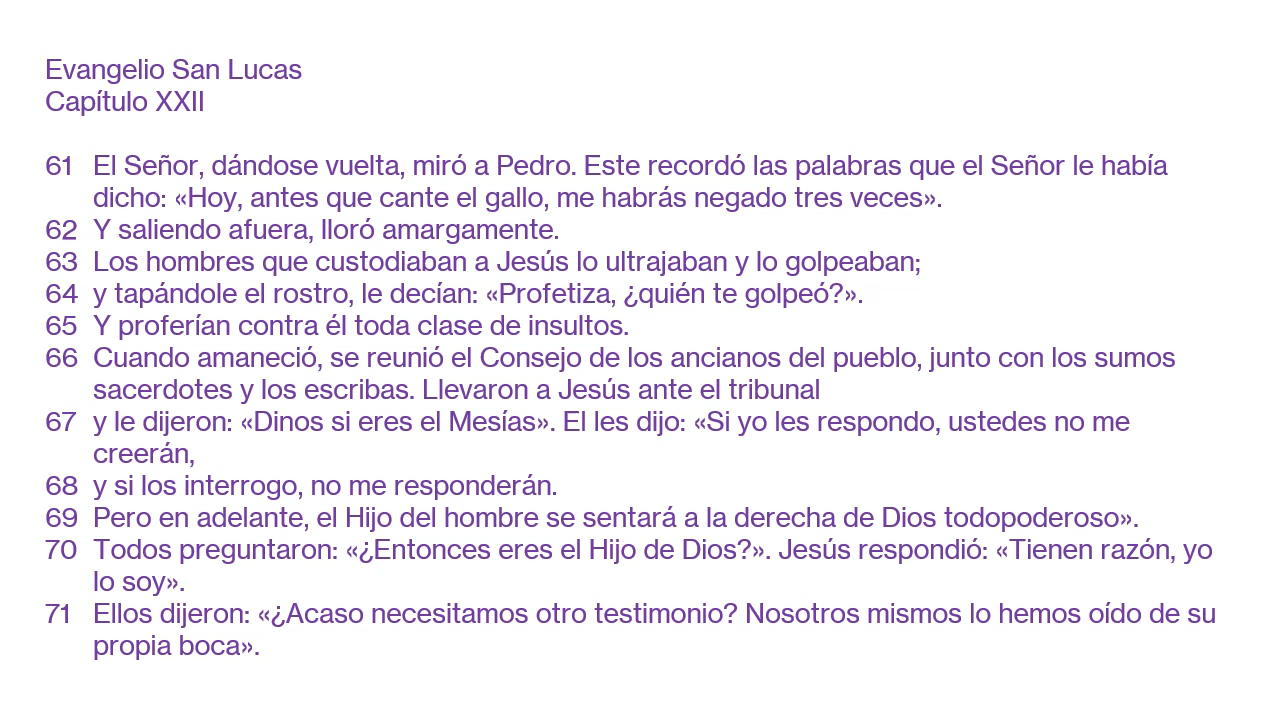 Evangelio San Lucas
Capítulo XXII
61 El Señor, dándose vuelta, miró a Pedro. Este recordó las palabras que el Señor le había
dicho: «Hoy, antes que cante el gallo, me habrás negado tres veces».
62 Y saliendo afuera, lloró amargamente.
63 Los hombres que custodiaban a Jesús lo ultrajaban y lo golpeaban;
64 y tapándole el rostro, le decían: «Profetiza, ¿quién te golpeó?».
65 Y proferían contra él toda clase de insultos.
66 Cuando amaneció, se reunió el Consejo de los ancianos del pueblo, junto con los sumos
sacerdotes y los escribas. Llevaron a Jesús ante el tribunal
67 y le dijeron: «Dinos si eres el Mesías». El les dijo: «Si yo les respondo, ustedes no me
creerán,
68 y si los interrogo, no me responderán.
69 Pero en adelante, el Hijo del hombre se sentará a la derecha de Dios todopoderoso».
70 Todos preguntaron: «¿Entonces eres el Hijo de Dios?». Jesús respondió: «Tienen razón, yo
lo soy».
71 Ellos dijeron: «¿Acaso necesitamos otro testimonio? Nosotros mismos lo hemos oído de su
propia boca».